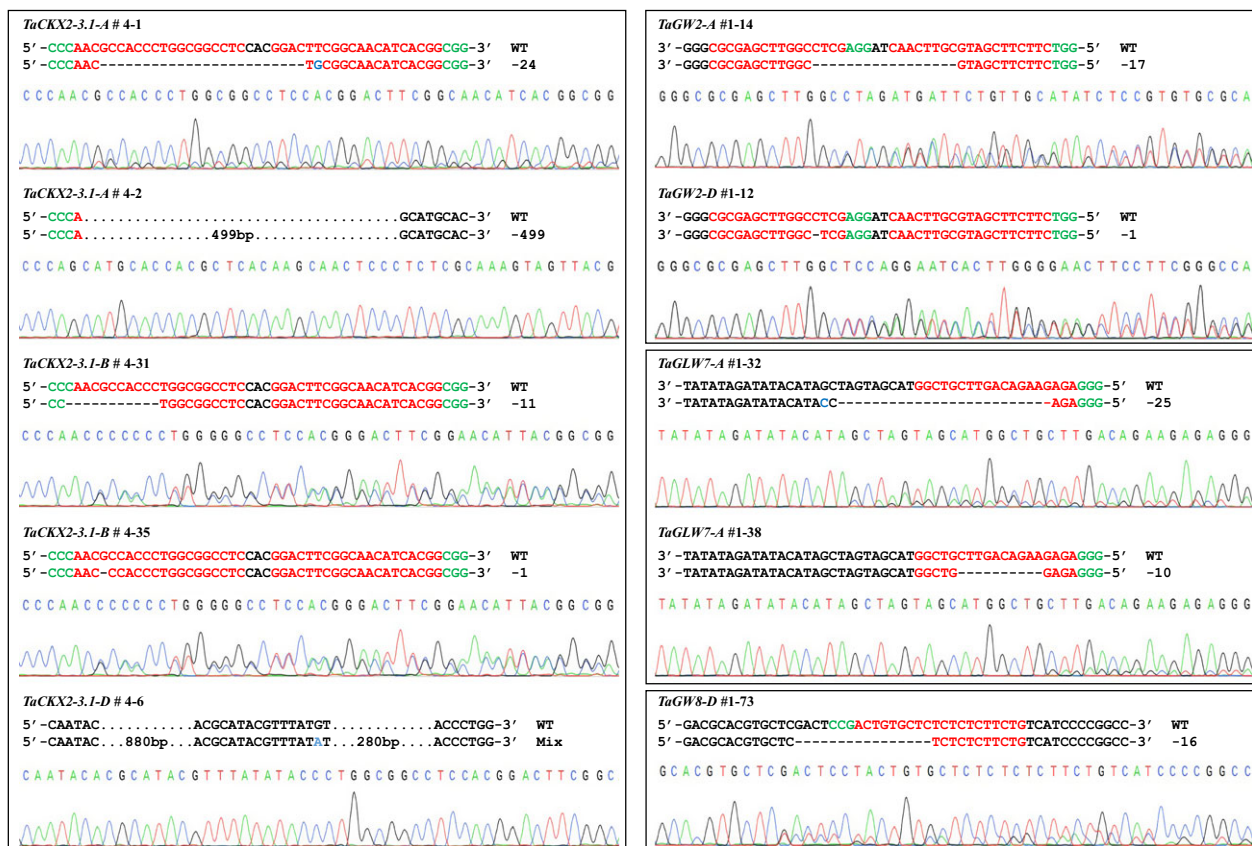 TaCKX2-3.1-A # 4-1
5’-CCCAACGCCACCCTGGCGGCCTCCACGGACTTCGGCAACATCACGGCGG-3’ WT
5’-CCCAAC--------------------TGCGGCAACATCACGGCGG-3’ -24
CCCAACGCCACCCTGGCGGCCTCCACGGACTTCGGCAACATCACGGCGG
TaCKX2-3.1-A # 4-2
5’-CCCA...................................GCATGCAC-3’ WT
5’-CCCA...............499bp...............GCATGCAC-3’ -499
CCCAGCATGCACCACGCTCACAAGCAACTCCCTCTCGCAAAGTAGTTACG
TaCKX2-3.1-B # 4-31
5’-CCCAACGCCACCCTGGCGGCCTCCACGGACTTCGGCAACATCACGGCGG-3’ WT
5’-CC-----------TGGCGGCCTCCACGGACTTCGGCAACATCACGGCGG-3’ -11
CCCAACCCCCCCTGGGGGCCTCCACGGGACTTCGGAACATTACGGCGG
TaCKX2-3.1-B # 4-35
5’-CCCAACGCCACCCTGGCGGCCTCCACGGACTTCGGCAACATCACGGCGG-3’ WT
5’-CCCAAC-CCACCCTGGCGGCCTCCACGGACTTCGGCAACATCACGGCGG-3’ -1
CCCAACCCCCCCTGGGGGCCTCCACGGGACTTCGGAACATTACGGCGG
TaCKX2-3.1-D # 4-6
5’-CAATAC...........ACGCATACGTTTATGT............ACCCTGG-3’ WT
5’-CAATAC...880bp...ACGCATACGTTTATAT...280bp....ACCCTGG-3’ Mix
CAATACACGCATACGTTTATATACCCTGGCGGCCTCCACGGACTTCGGC
TaGW2-A #1-14
3’-GGGCGCGAGCTTGGCCTCGAGGATCAACTTGCGTAGCTTCTTCTGG-5’ WT
3’-GGGCGCGAGCTTGGC-----------------GTAGCTTCTTCTGG-5’ -17
GGGCGCGAGCTTGGCCTAGATGATTCTGTTGCATATCTCCGTGTGCGCA
TaGW2-D #1-12
3’-GGGCGCGAGCTTGGCCTCGAGGATCAACTTGCGTAGCTTCTTCTGG-5’ WT
3’-GGGCGCGAGCTTGGC-TCGAGGATCAACTTGCGTAGCTTCTTCTGG-5’ -1
GGGCGCGAGCTTGGCTCCAGGAATCACTTGGGGAACTTCCTTCGGGCCA
TaGLW7-A #1-32
3’-TATATAGATATACATAGCTAGTAGCATGGCTGCTTGACAGAAGAGAGGG-5’ WT
3’-TATATAGATATACATACC-------------------------AGAGGG-5’ -25
TATATAGATATACATAGCTAGTAGCATGGCTGCTTGACAGAAGAGAGGG
TaGLW7-A #1-38
3’-TATATAGATATACATAGCTAGTAGCATGGCTGCTTGACAGAAGAGAGGG-5’ WT
3’-TATATAGATATACATAGCTAGTAGCATGGCTG----------GAGAGGG-5’ -10
TATATAGATATACATAGCTAGTAGCATGGCTGCTTGACAGAAGAGAGGG
TaGW8-D #1-73
5’-GACGCACGTGCTCGACTCCGACTGTGCTCTCTCTCTTCTGTCATCCCCGGCC-3’ WT
5’-GACGCACGTGCTC----------------TCTCTCTTCTGTCATCCCCGGCC-3’ -16
GCACGTGCTCGACTCCTACTGTGCTCTCTCTCTTCTGTCATCCCCGGCC